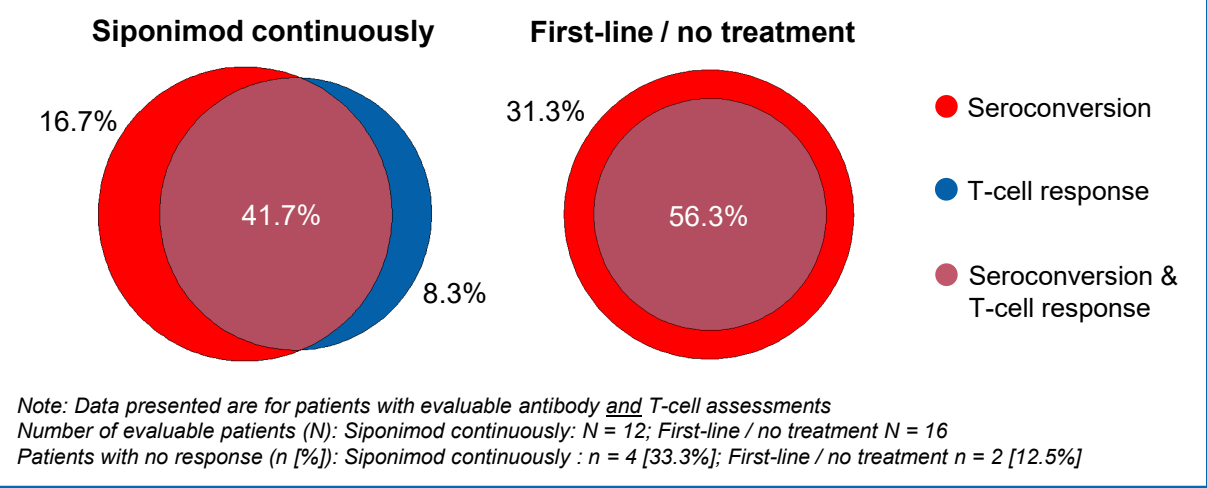 Siponimod continuously
First-line / no treatment
16.7%
41.7%
8.3%
31.3%
56.3%
Seroconversion
T-cell response
Seroconversion &
T-cell response
Note: Data presented are for patients with evaluable antibody and T-cell assessments
Number of evaluable patients (N): Siponimod continuously: N = 12; First-line / no treatment N = 16
Patients with no response (n [%]): Siponimod continuously : n = 4 [33.3%]; First-line / no treatment n = 2 [12.5%]